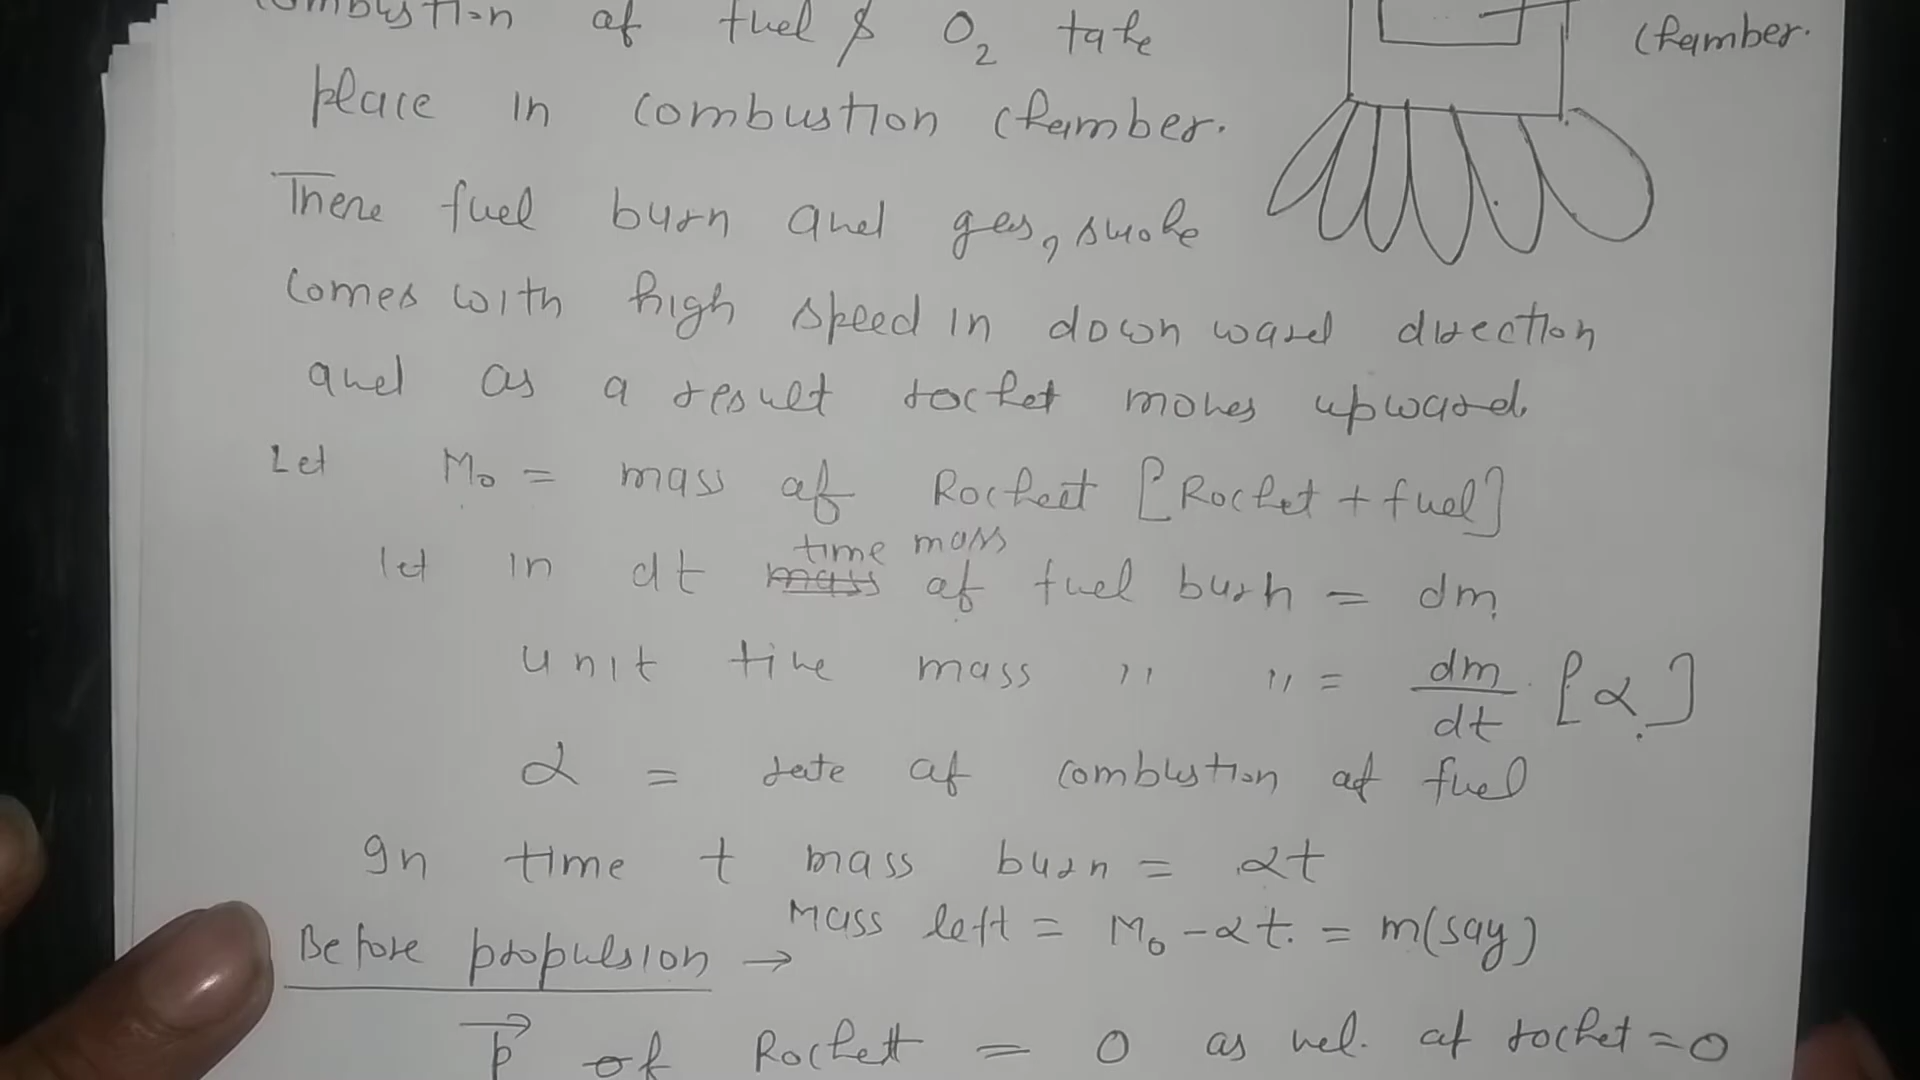 Combustion of fuel & O2 take
Chamber.
place in combustion chamber.
There fuel burn and gas, smoke
comes with high speed in down ward direction
and as a result rocket moves upward.
Let M0 = mass of Rocket [Rocket + fuel]
let in dt time mass of fuel burn = dm
unit time mass " " = dm/dt [α]
α = rate of combustion of fuel
In time t mass burn = αt
Mass left = M0 - αt. = m(say)
Before propulsion →
p⃗ of Rocket = 0 as vel. of rocket = 0